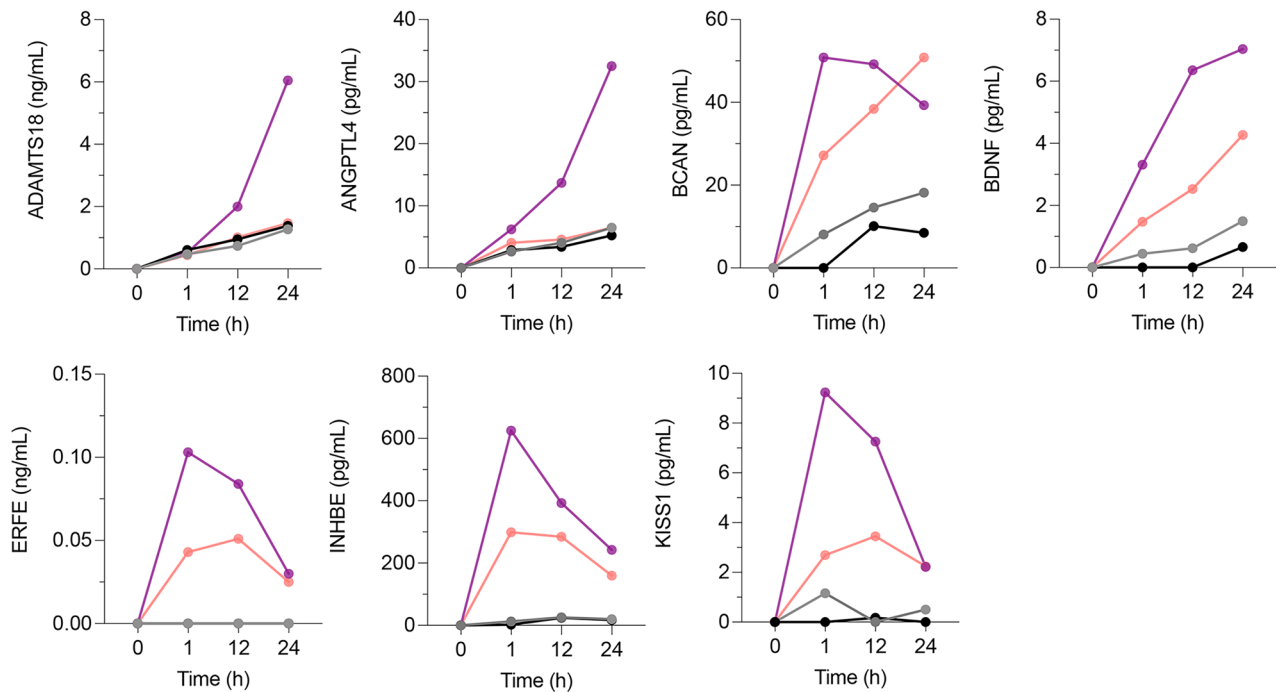 ADAMTS18 (ng/mL)
8
6
4
2
0
0 1 12 24
Time (h)
ANGPTL4 (pg/mL)
40
30
20
10
0
0 1 12 24
Time (h)
BCAN (pg/mL)
60
40
20
0
0 1 12 24
Time (h)
BDNF (pg/mL)
8
6
4
2
0
0 1 12 24
Time (h)
ERFE (ng/mL)
0.15
0.10
0.05
0.00
0 1 12 24
Time (h)
INHBE (pg/mL)
800
600
400
200
0
0 1 12 24
Time (h)
KISS1 (pg/mL)
10
8
6
4
2
0
0 1 12 24
Time (h)